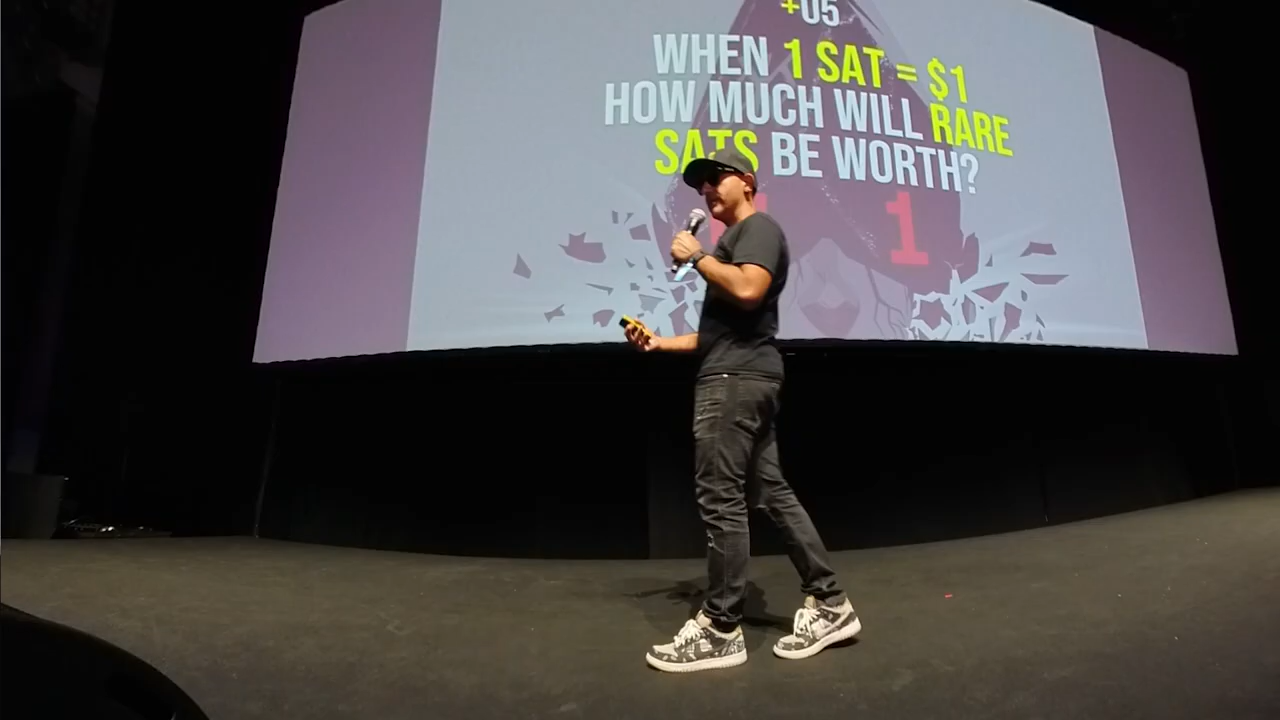 +05
WHEN 1 SAT = $1
HOW MUCH WILL RARE
SATS BE WORTH?
1